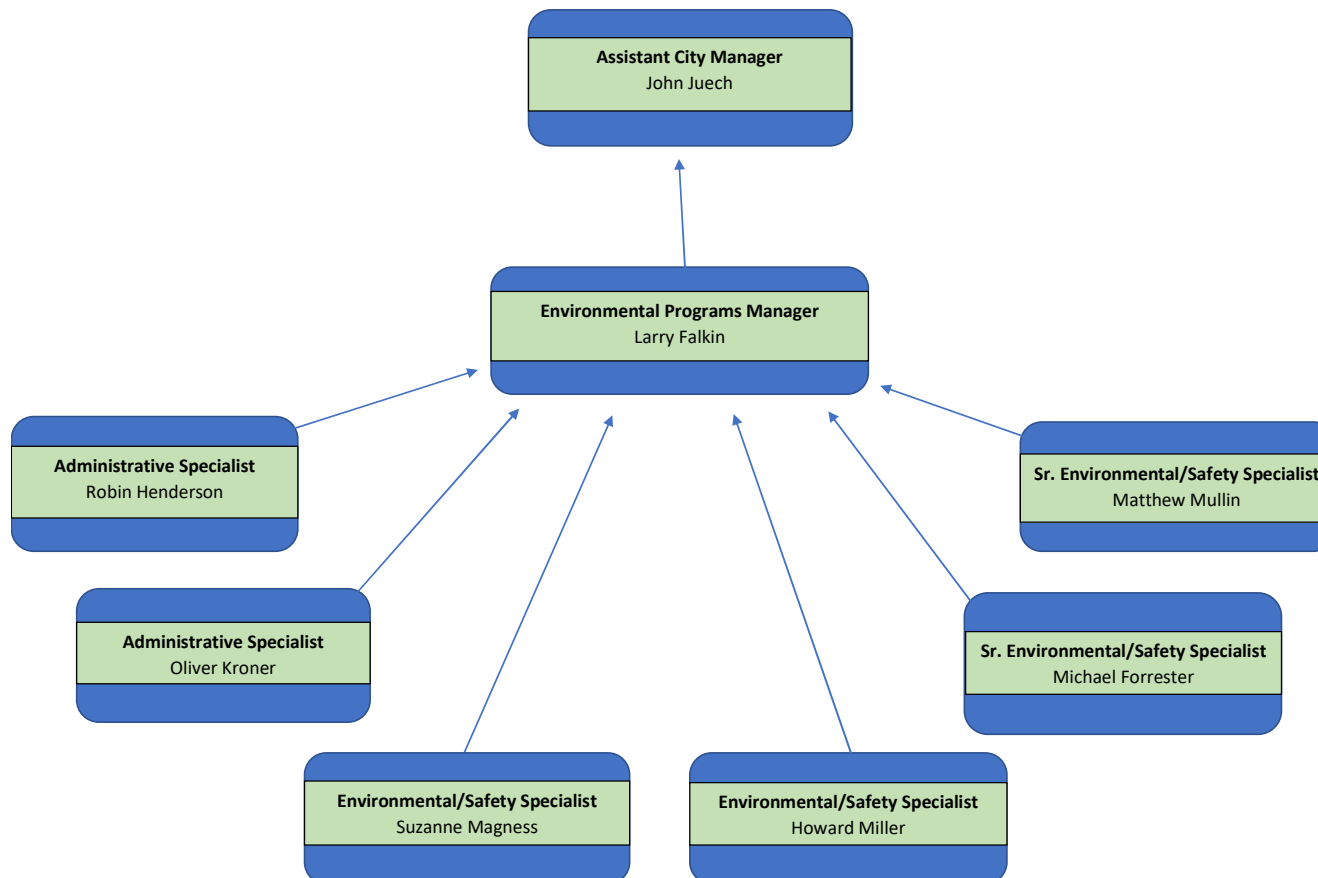 Assistant City Manager
John Juech
Environmental Programs Manager
Larry Falkin
Administrative Specialist
Robin Henderson
Sr. Environmental/Safety Specialist
Matthew Mullin
Administrative Specialist
Oliver Kroner
Sr. Environmental/Safety Specialist
Michael Forrester
Environmental/Safety Specialist
Suzanne Magness
Environmental/Safety Specialist
Howard Miller